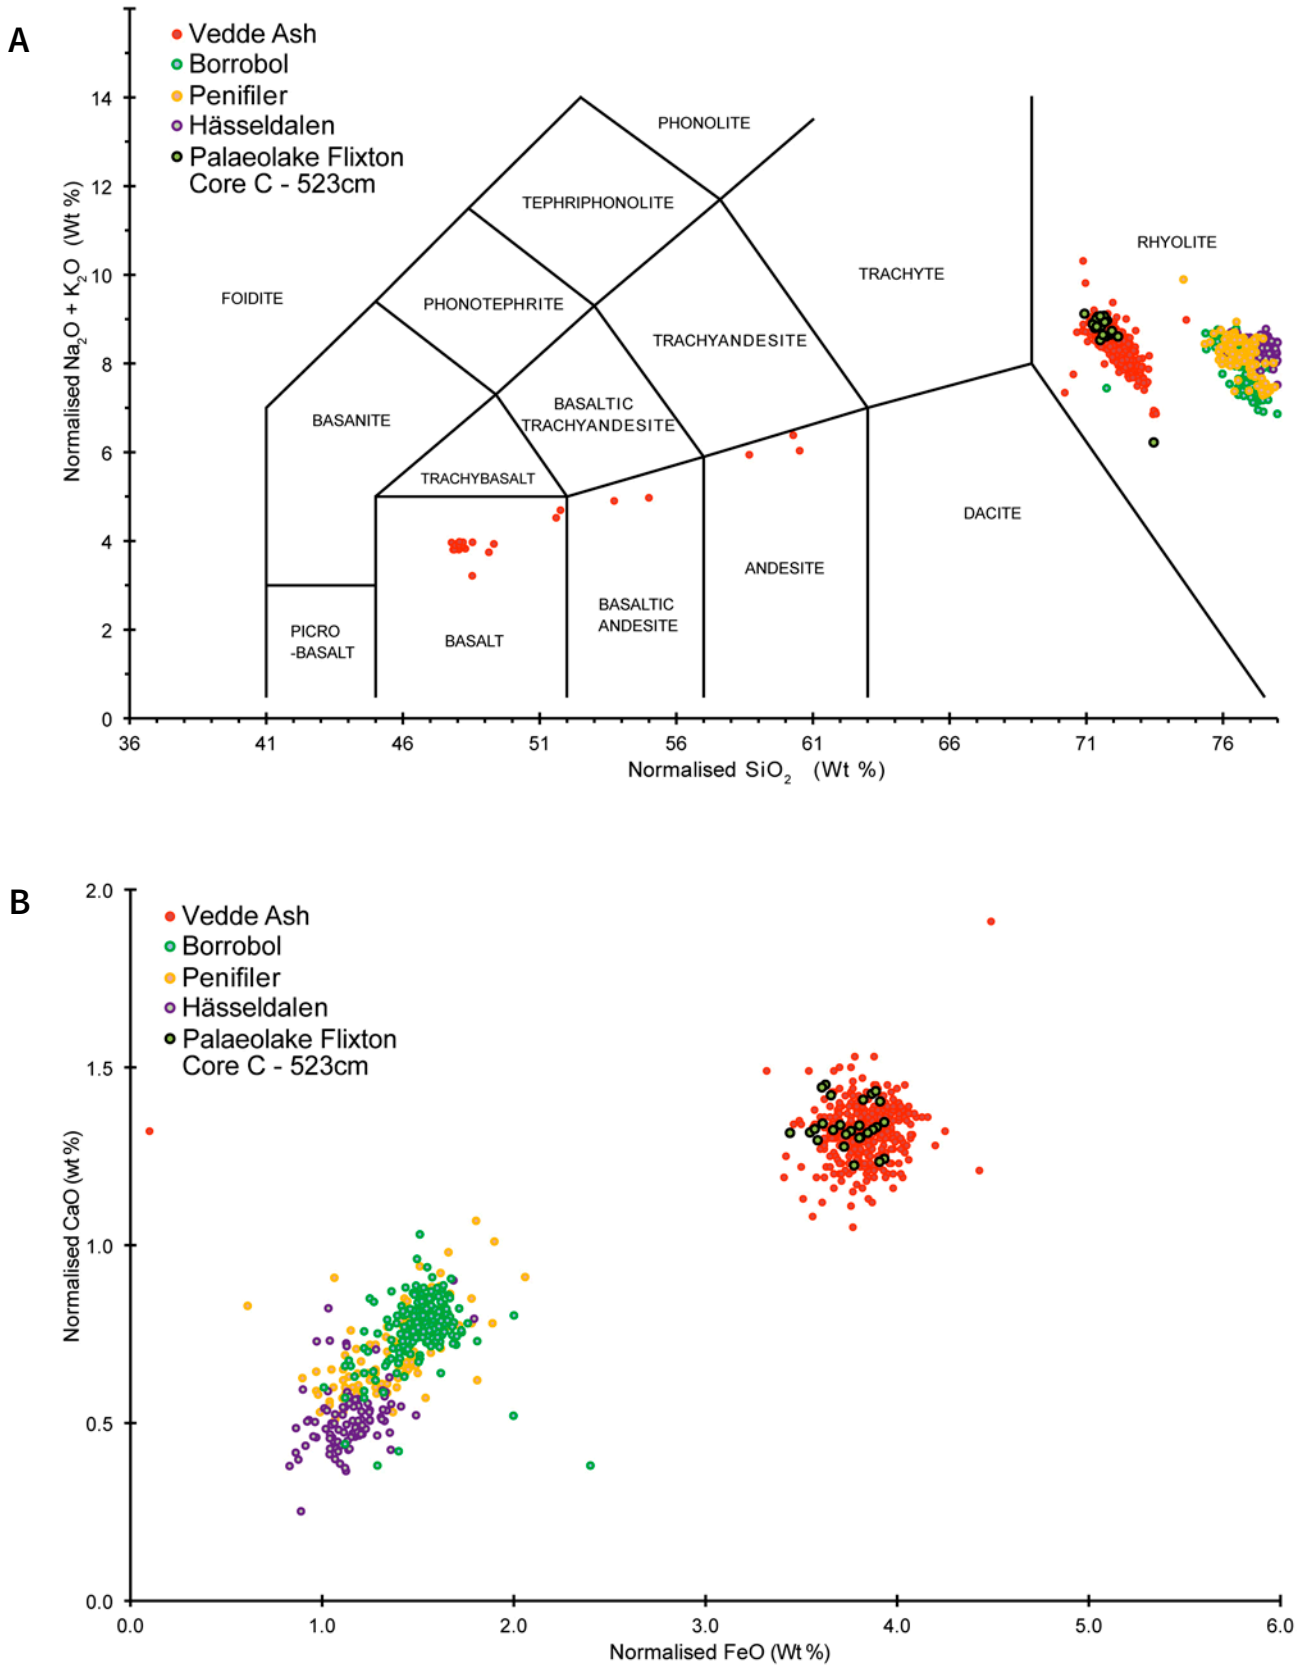 A
Vedde Ash
Borrobol
Penifiler
Hässeldalen
Palaeolake Flixton
Core C - 523cm
Normalised Na2O + K2O (Wt %)
14
12
10
8
6
4
2
0
PHONOLITE
TEPHRIPHONOLITE
RHYOLITE
TRACHYTE
FOIDITE
PHONOTEPHRITE
TRACHYANDESITE
BASALTIC
TRACHYANDESITE
BASANITE
TRACHYBASALT
DACITE
ANDESITE
BASALTIC
ANDESITE
PICRO
-BASALT
BASALT
36 41 46 51 56 61 66 71 76
Normalised SiO2 (Wt %)
B
Vedde Ash
Borrobol
Penifiler
Hässeldalen
Palaeolake Flixton
Core C - 523cm
Normalised CaO (wt %)
2.0
1.5
1.0
0.5
0.0
0.0 1.0 2.0 3.0 4.0 5.0 6.0
Normalised FeO (Wt %)